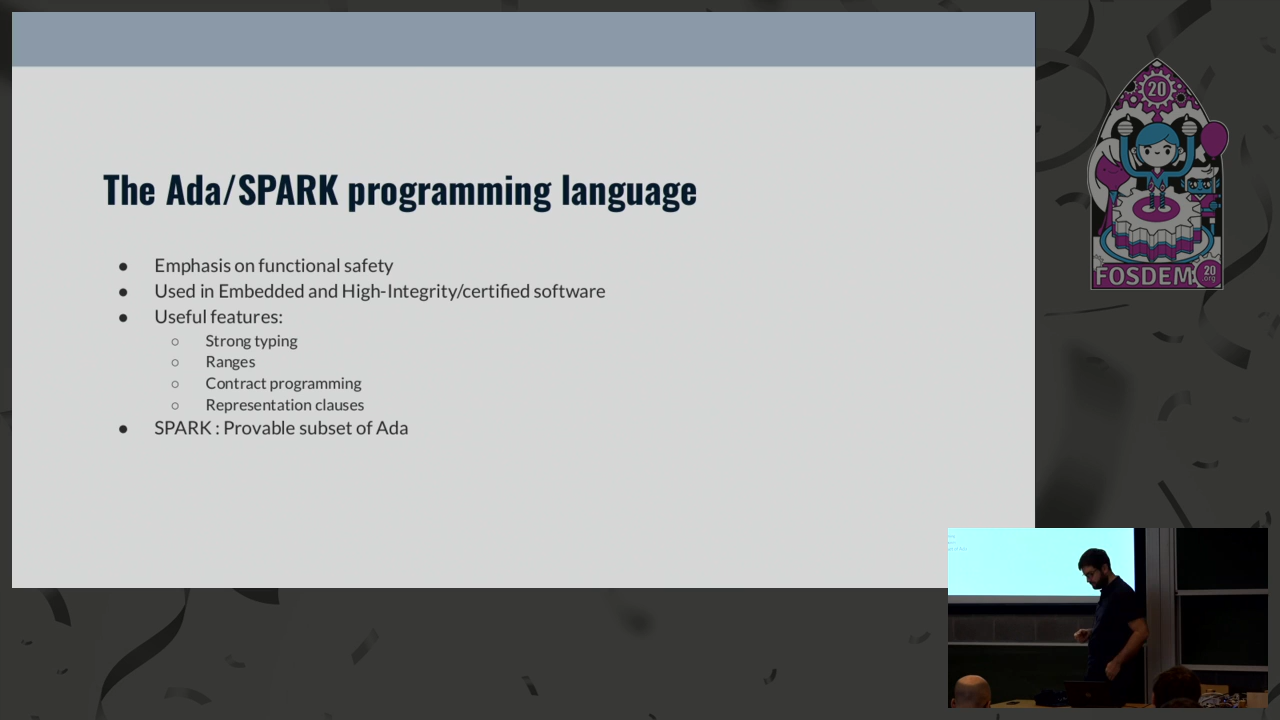 The Ada/SPARK programming language
● Emphasis on functional safety
● Used in Embedded and High-Integrity/certified software
● Useful features:
○ Strong typing
○ Ranges
○ Contract programming
○ Representation clauses
● SPARK : Provable subset of Ada
20
FOSDEM
20
.org